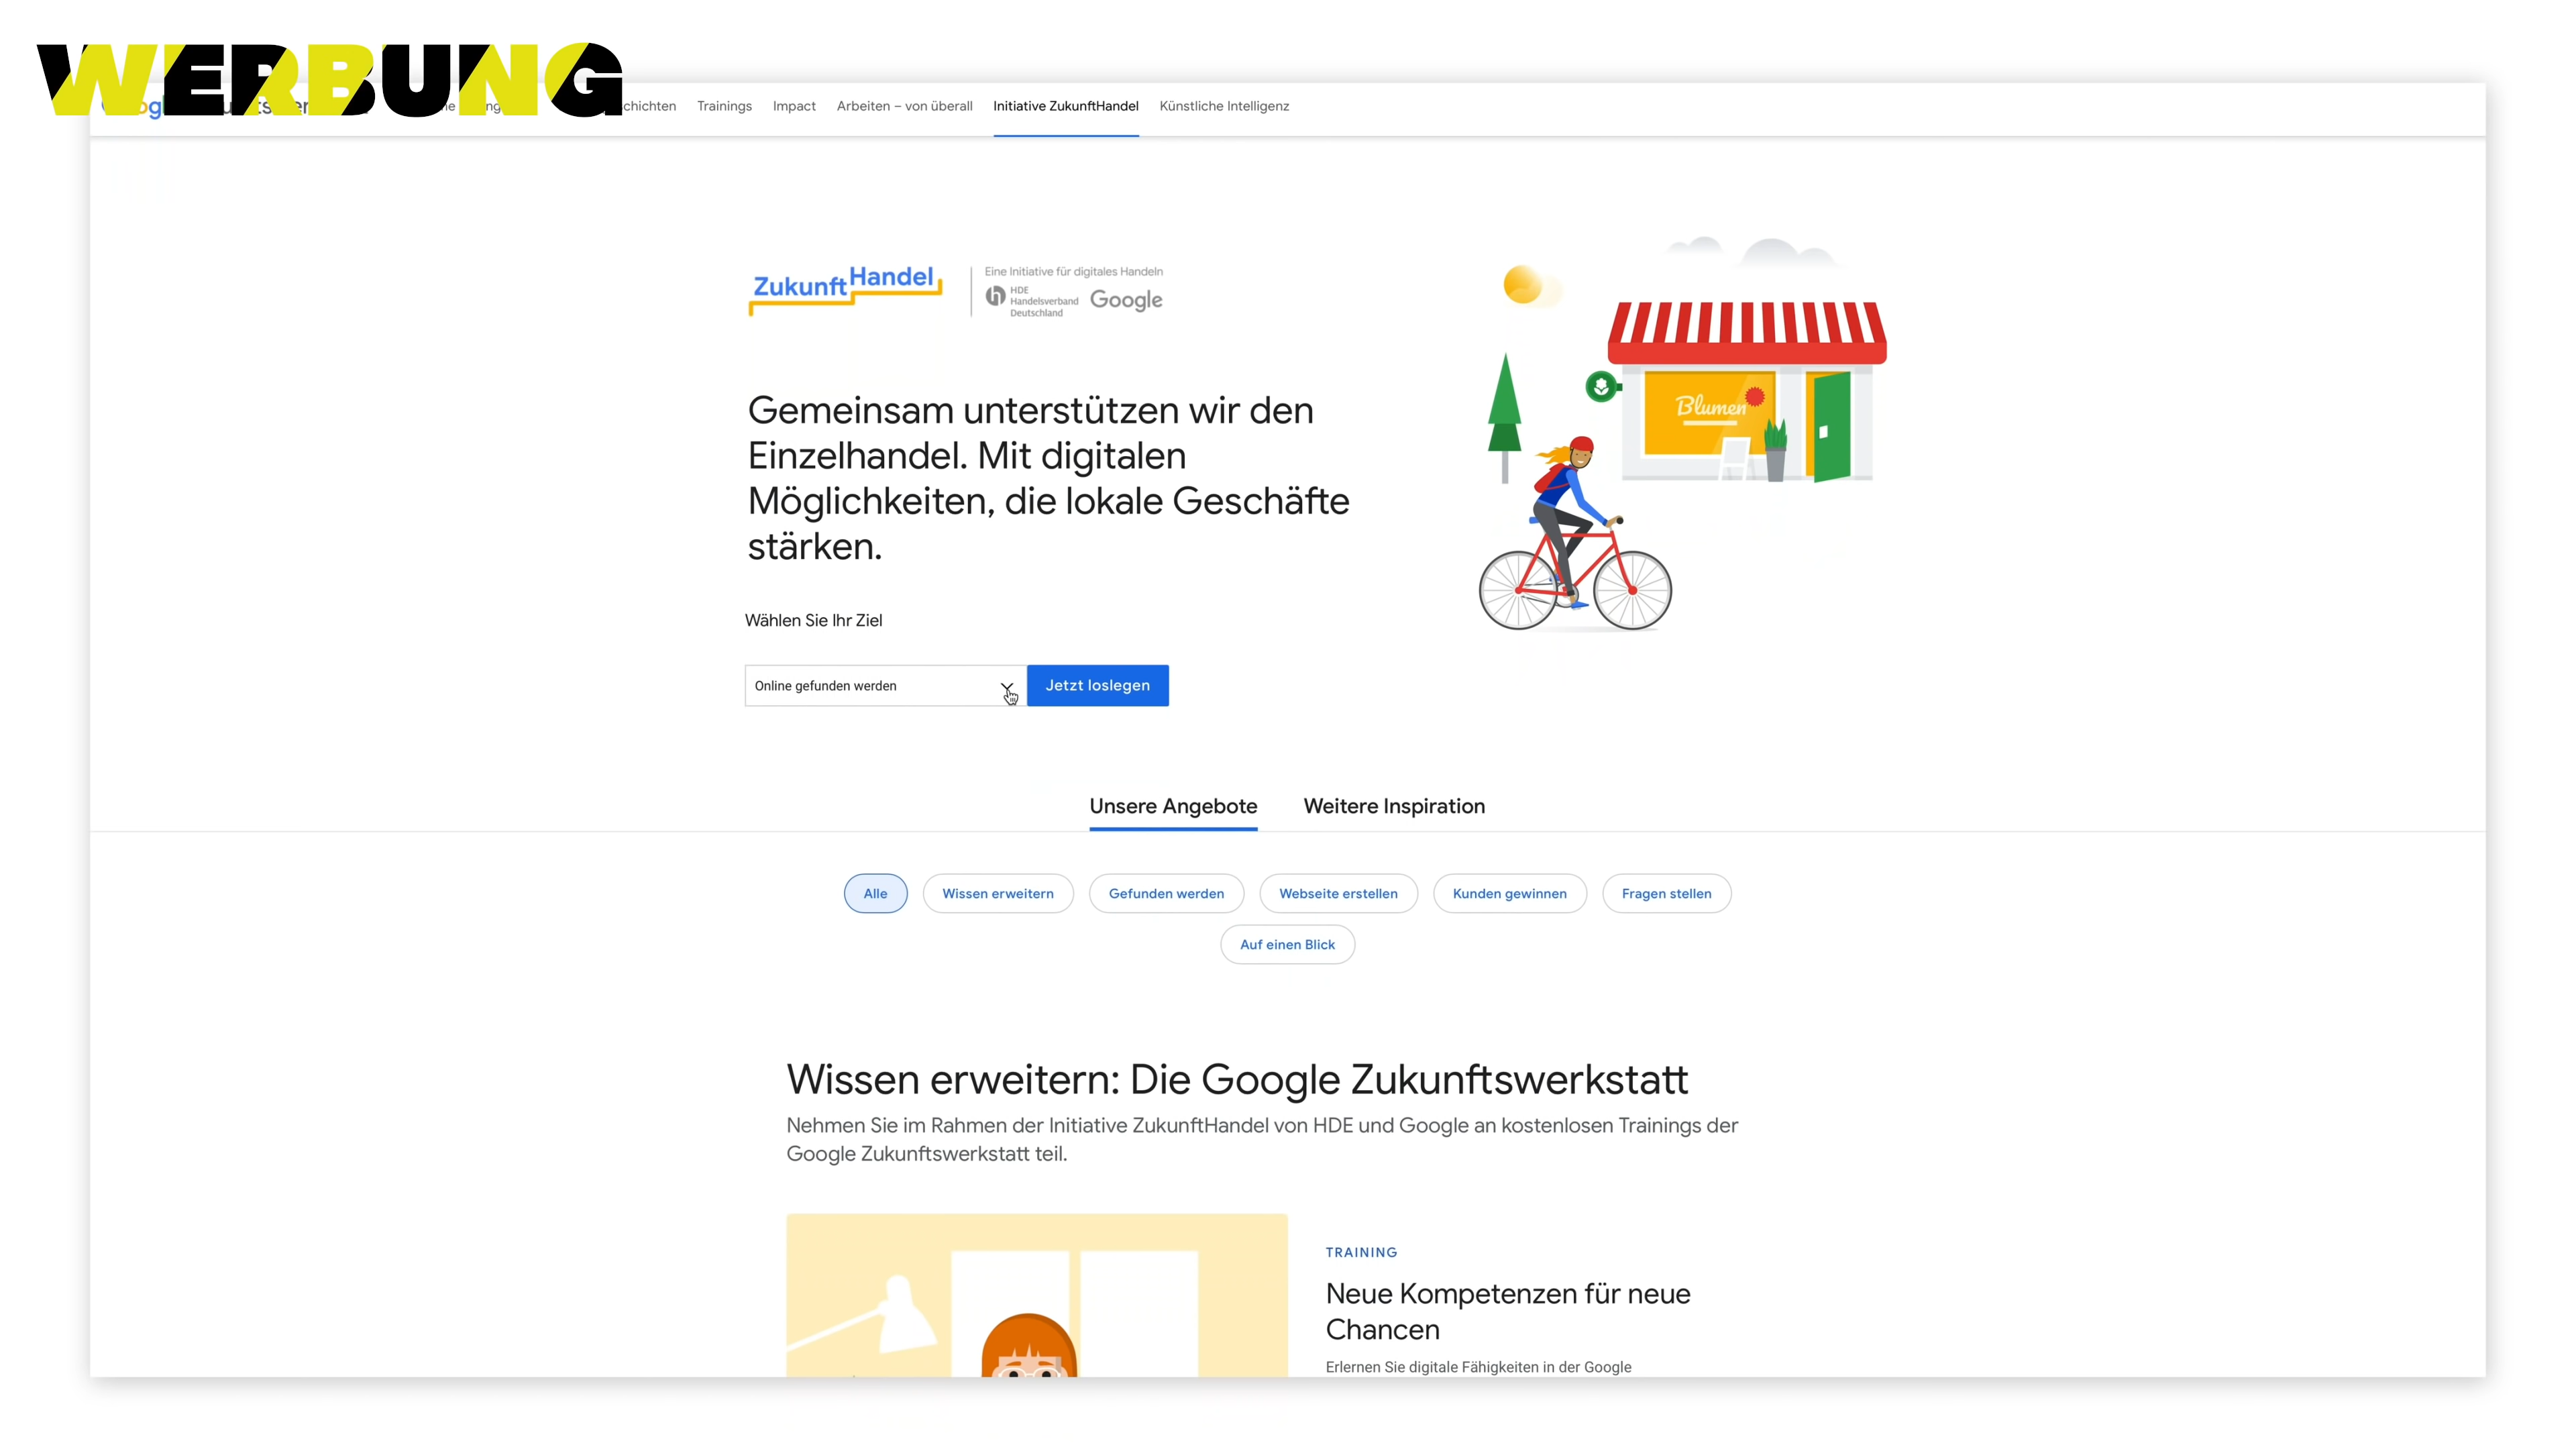 WERBUNG
Trainings Impact Arbeiten – von überall Initiative ZukunftHandel Künstliche Intelligenz
ZukunftHandel
Eine Initiative für digitales Handeln
HDE
Handelsverband
Deutschland
Google
Gemeinsam unterstützen wir den
Einzelhandel. Mit digitalen
Möglichkeiten, die lokale Geschäfte
stärken.
Blumen
Wählen Sie Ihr Ziel
Online gefunden werden
Jetzt loslegen
Unsere Angebote Weitere Inspiration
Alle Wissen erweitern Gefunden werden Webseite erstellen Kunden gewinnen Fragen stellen
Auf einen Blick
Wissen erweitern: Die Google Zukunftswerkstatt
Nehmen Sie im Rahmen der Initiative ZukunftHandel von HDE und Google an kostenlosen Trainings der
Google Zukunftswerkstatt teil.
TRAINING
Neue Kompetenzen für neue
Chancen
Erlernen Sie digitale Fähigkeiten in der Google